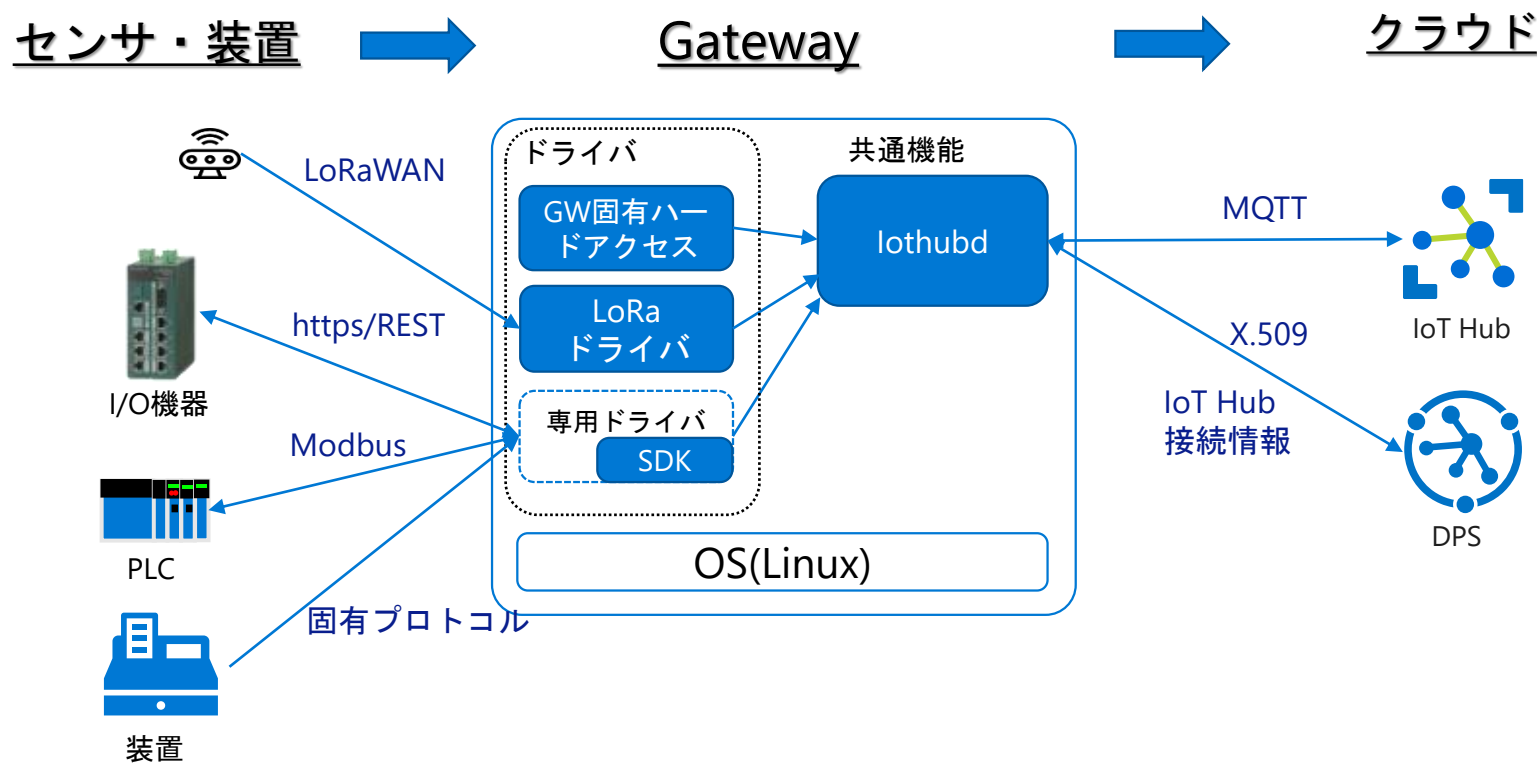 センサ・装置
Gateway
クラウド
LoRaWAN
https/REST
I/O機器
Modbus
PLC
固有プロトコル
装置
ドライバ
GW固有ハー
ドアクセス
LoRa
ドライバ
専用ドライバ
SDK
共通機能
Iothubd
OS(Linux)
MQTT
IoT Hub
X.509
IoT Hub
接続情報
DPS